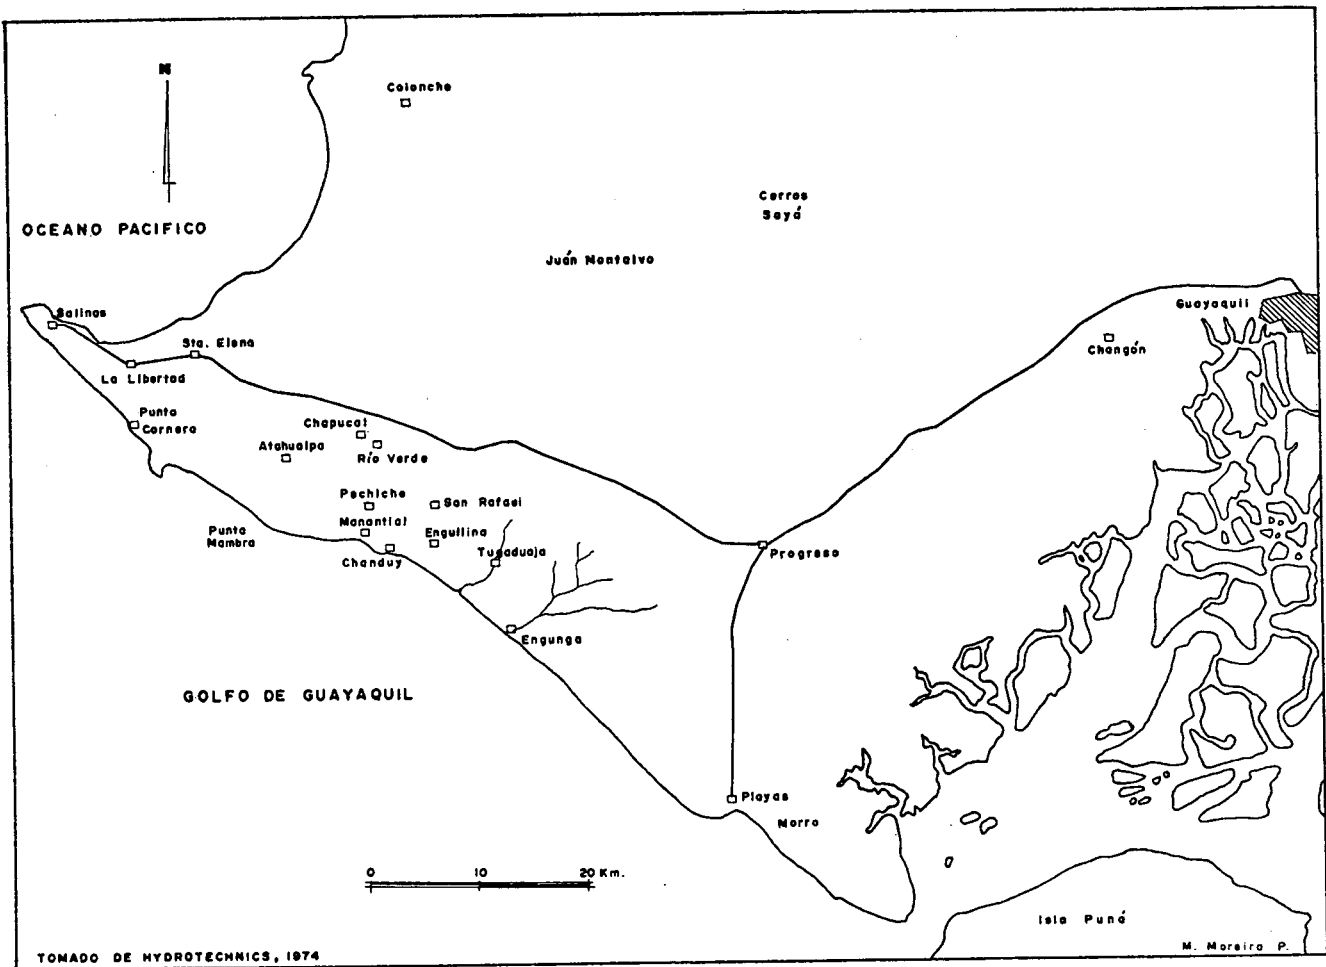 N
Colonche
Cerros
Sayá
OCEANO PACIFICO
Juán Montalvo
Salinas
Guayaquil
Sta. Elena
Chongón
La Libertad
Punta
Carnero
Chapucal
Atahualpa
Río Verde
Pechiche
San Rafael
Manantial
Punta
Mambra
Engullina
Chanduy
Tugaduaja
Progreso
Engunga
GOLFO DE GUAYAQUIL
Playas
Morro
0 10 20 Km.
Isla Puná
M. Moreira P.
TOMADO DE HYDROTECHNICS, 1974